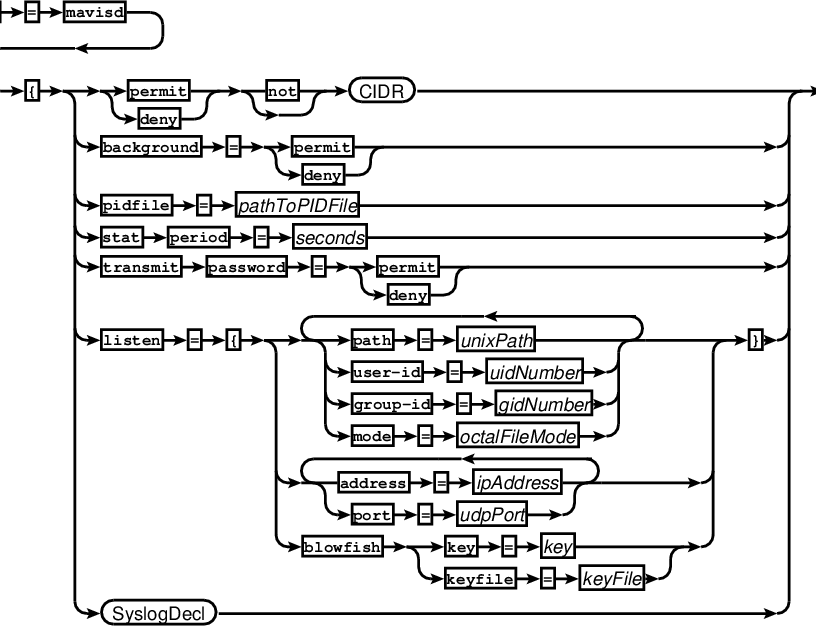 = mavisd
{ permit not CIDR
deny
background = permit
deny
pidfile = pathToPIDFile
stat period = seconds
transmit password = permit
deny
listen = { path = unixPath }
user-id = uidNumber
group-id = gidNumber
mode = octalFileMode
address = ipAddress
port = udpPort
blowfish key = key
keyfile = keyFile
SyslogDecl